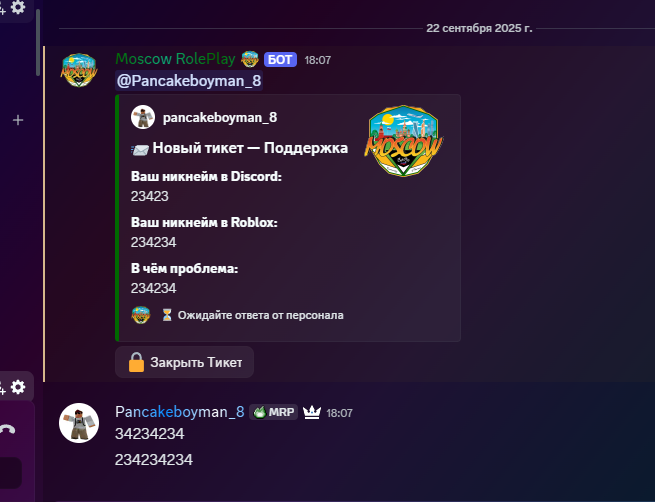 22 сентября 2025 г.
Moscow RolePlay БОТ 18:07
@Pancakeboyman_8
pancakeboyman_8
MOSCOW
Новый тикет — Поддержка
Ваш никнейм в Discord:
23423
Ваш никнейм в Roblox:
234234
В чём проблема:
234234
Ожидайте ответа от персонала
Закрыть Тикет
Pancakeboyman_8 MRP 18:07
34234234
234234234